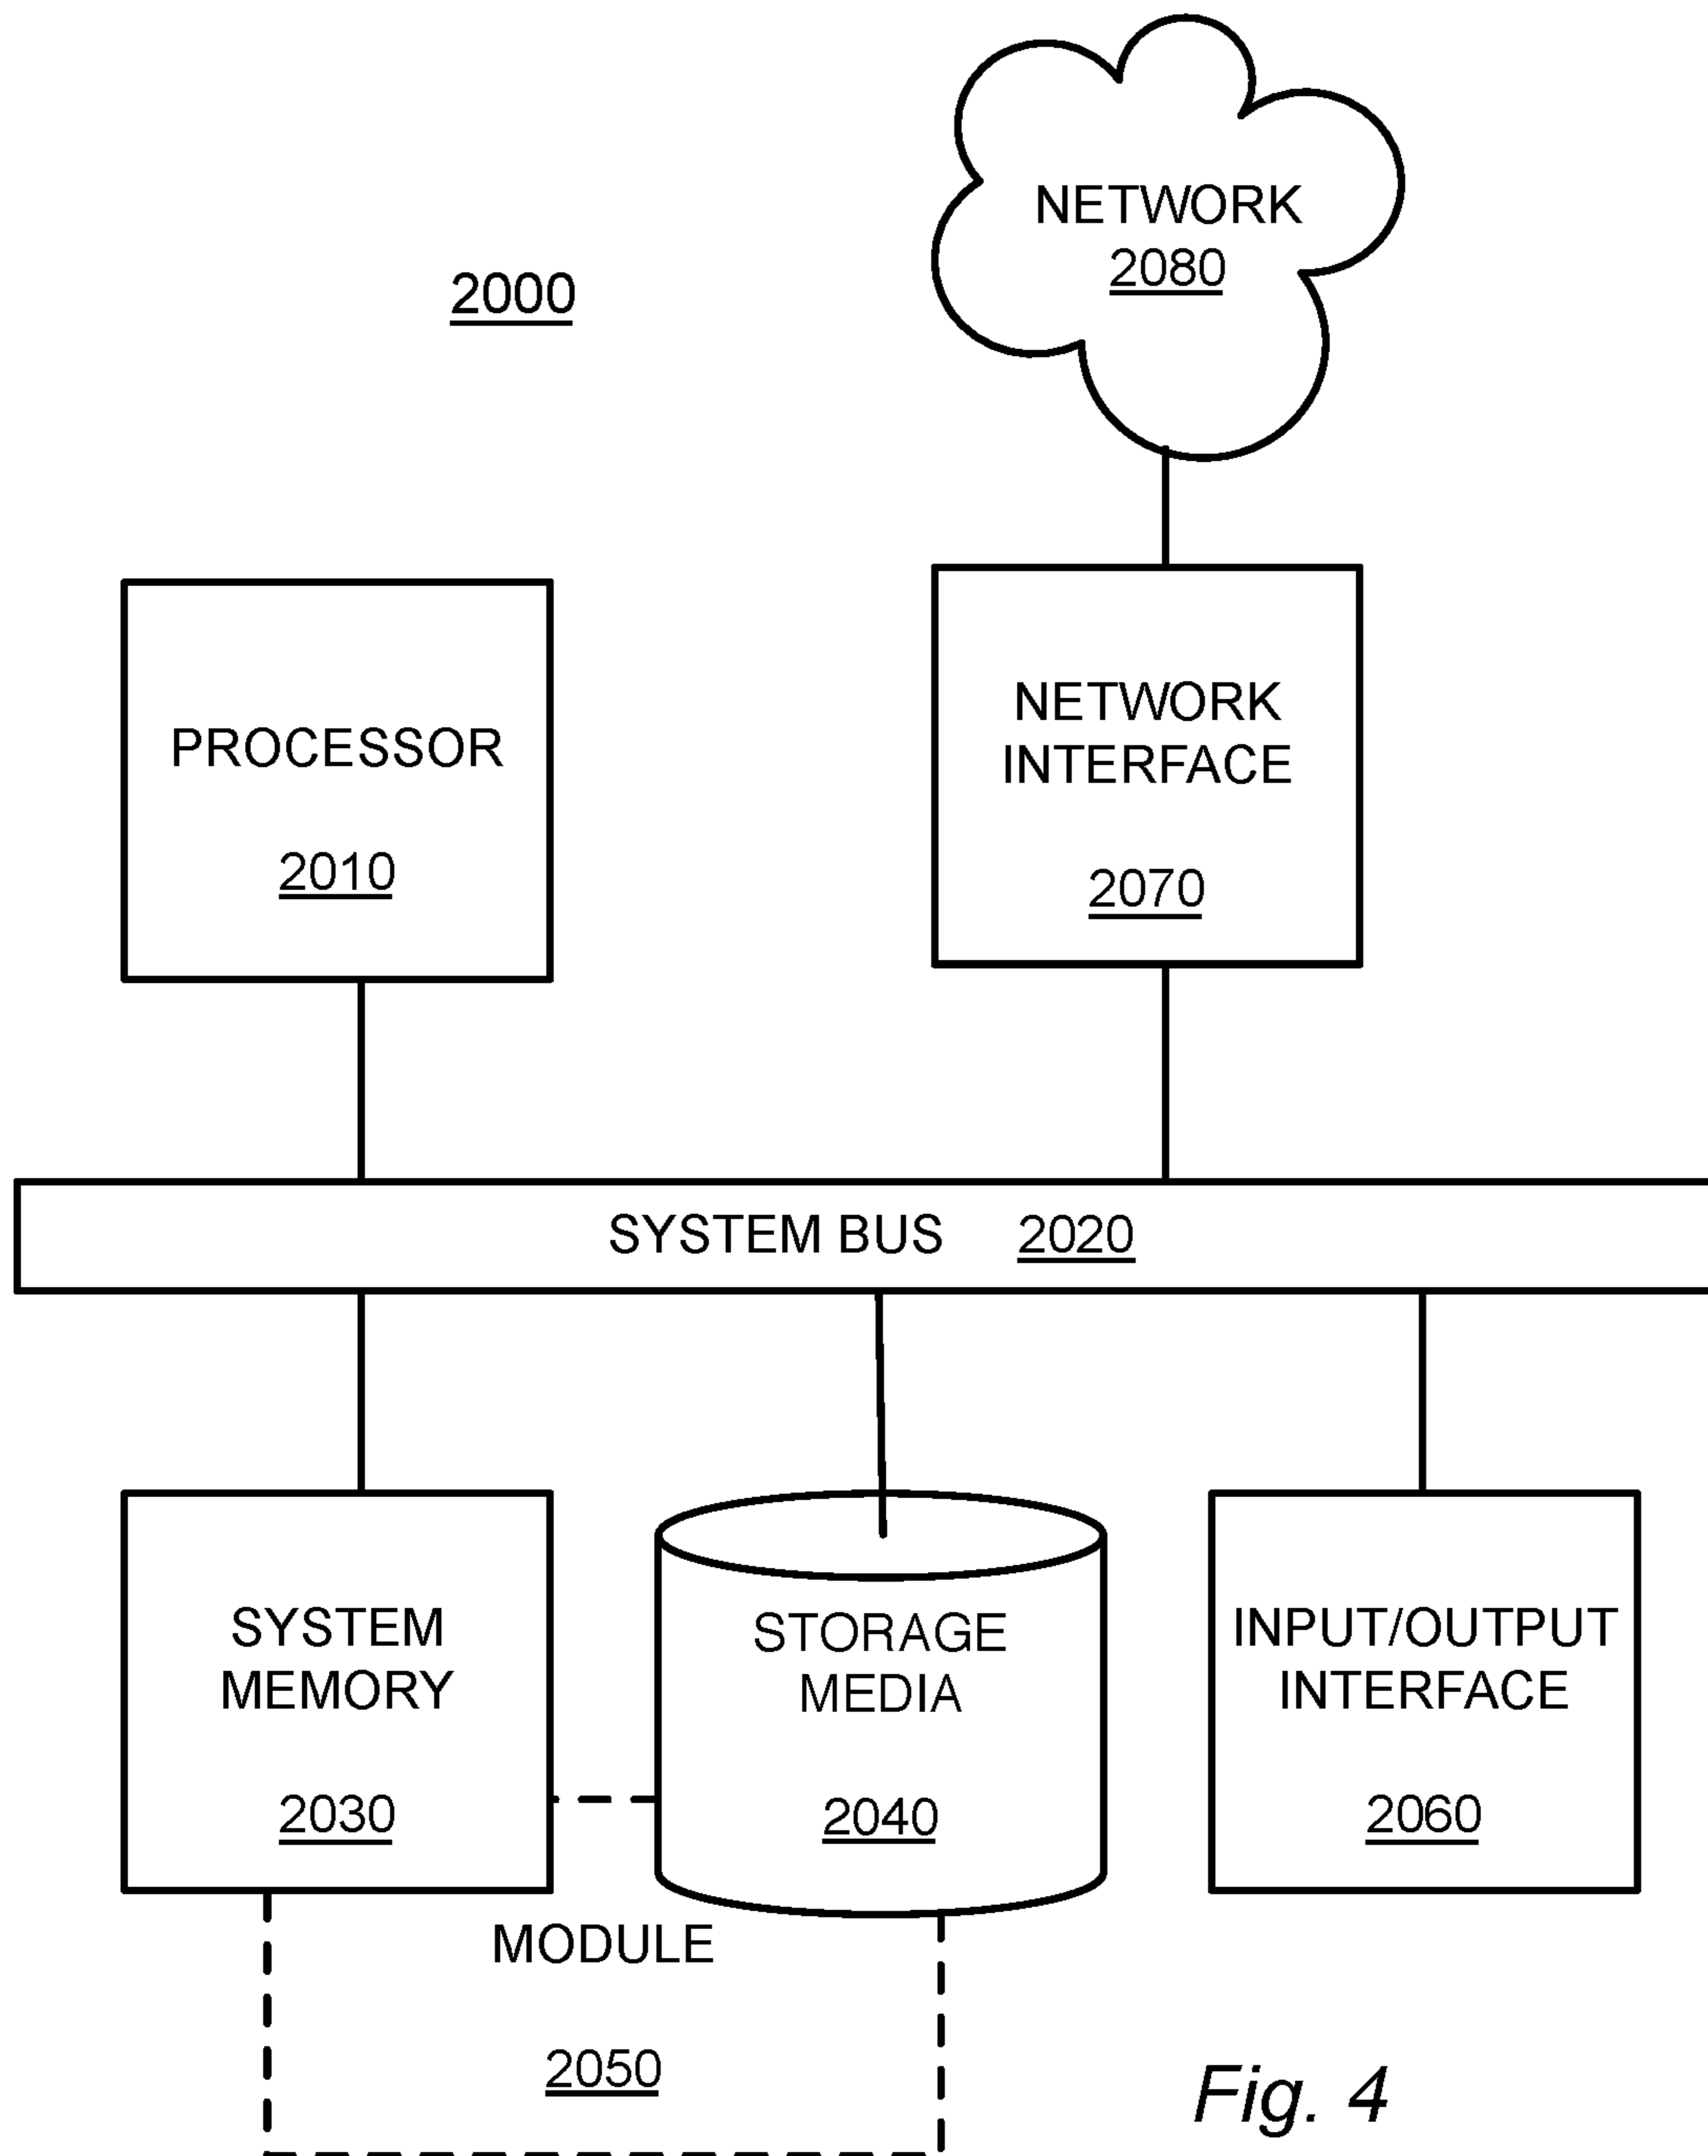 NETWORK
2080
2000
PROCESSOR
2010
NETWORK
INTERFACE
2070
SYSTEM BUS 2020
SYSTEM
MEMORY
2030
STORAGE
MEDIA
2040
INPUT/OUTPUT
INTERFACE
2060
MODULE
2050
Fig. 4